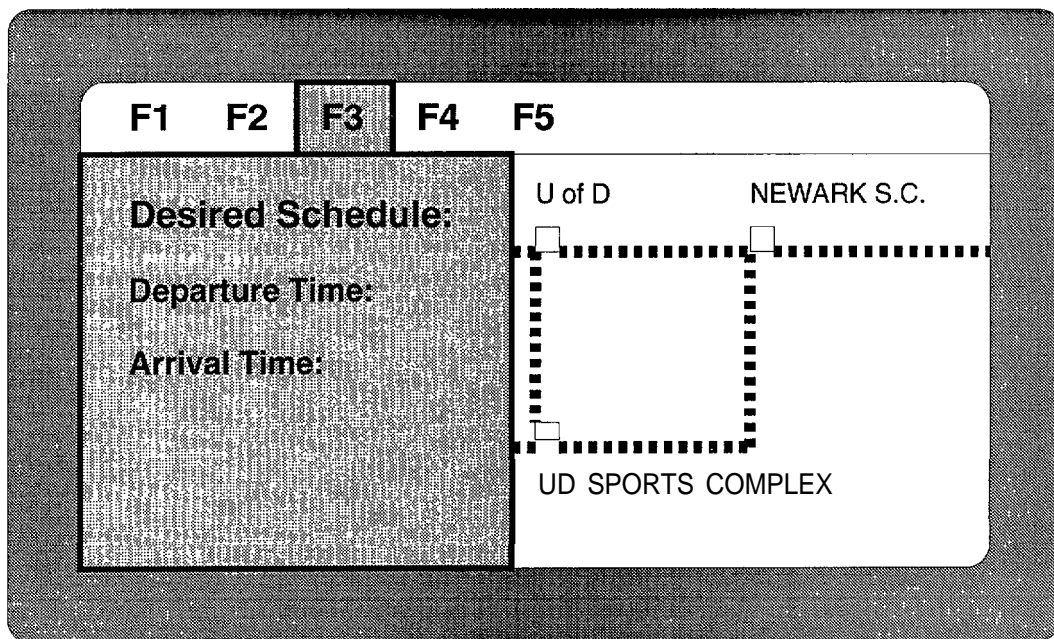 F1 F2 F3 F4 F5
Desired Schedule:
Departure Time:
Arrival Time:
U of D NEWARK S.C.
UD SPORTS COMPLEX